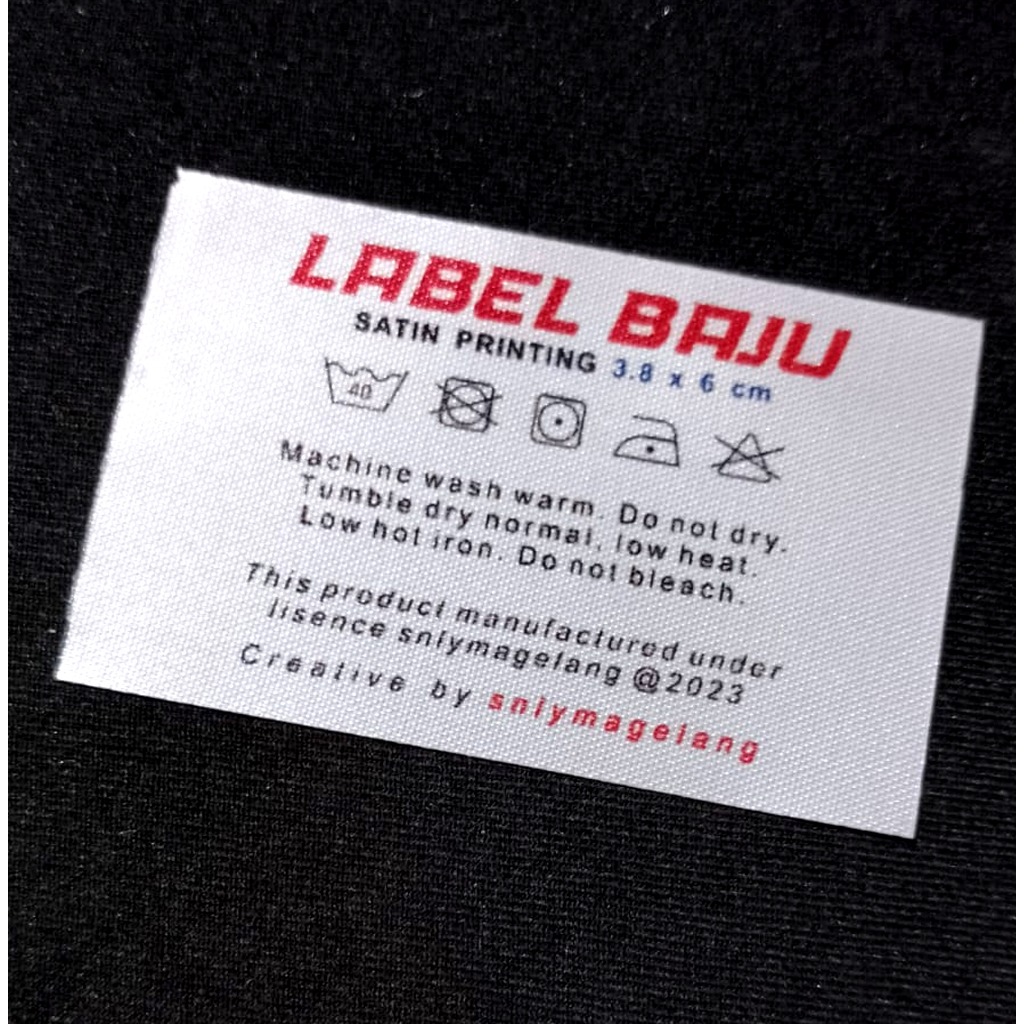 LABEL BAJU
SATIN PRINTING 3.8 x 6 cm
40
Machine wash warm. Do not dry.
Tumble dry normal, low heat.
Low hot iron. Do not bleach.
This product manufactured under
lisence snlymagelang @2023
Creative by snlymagelang